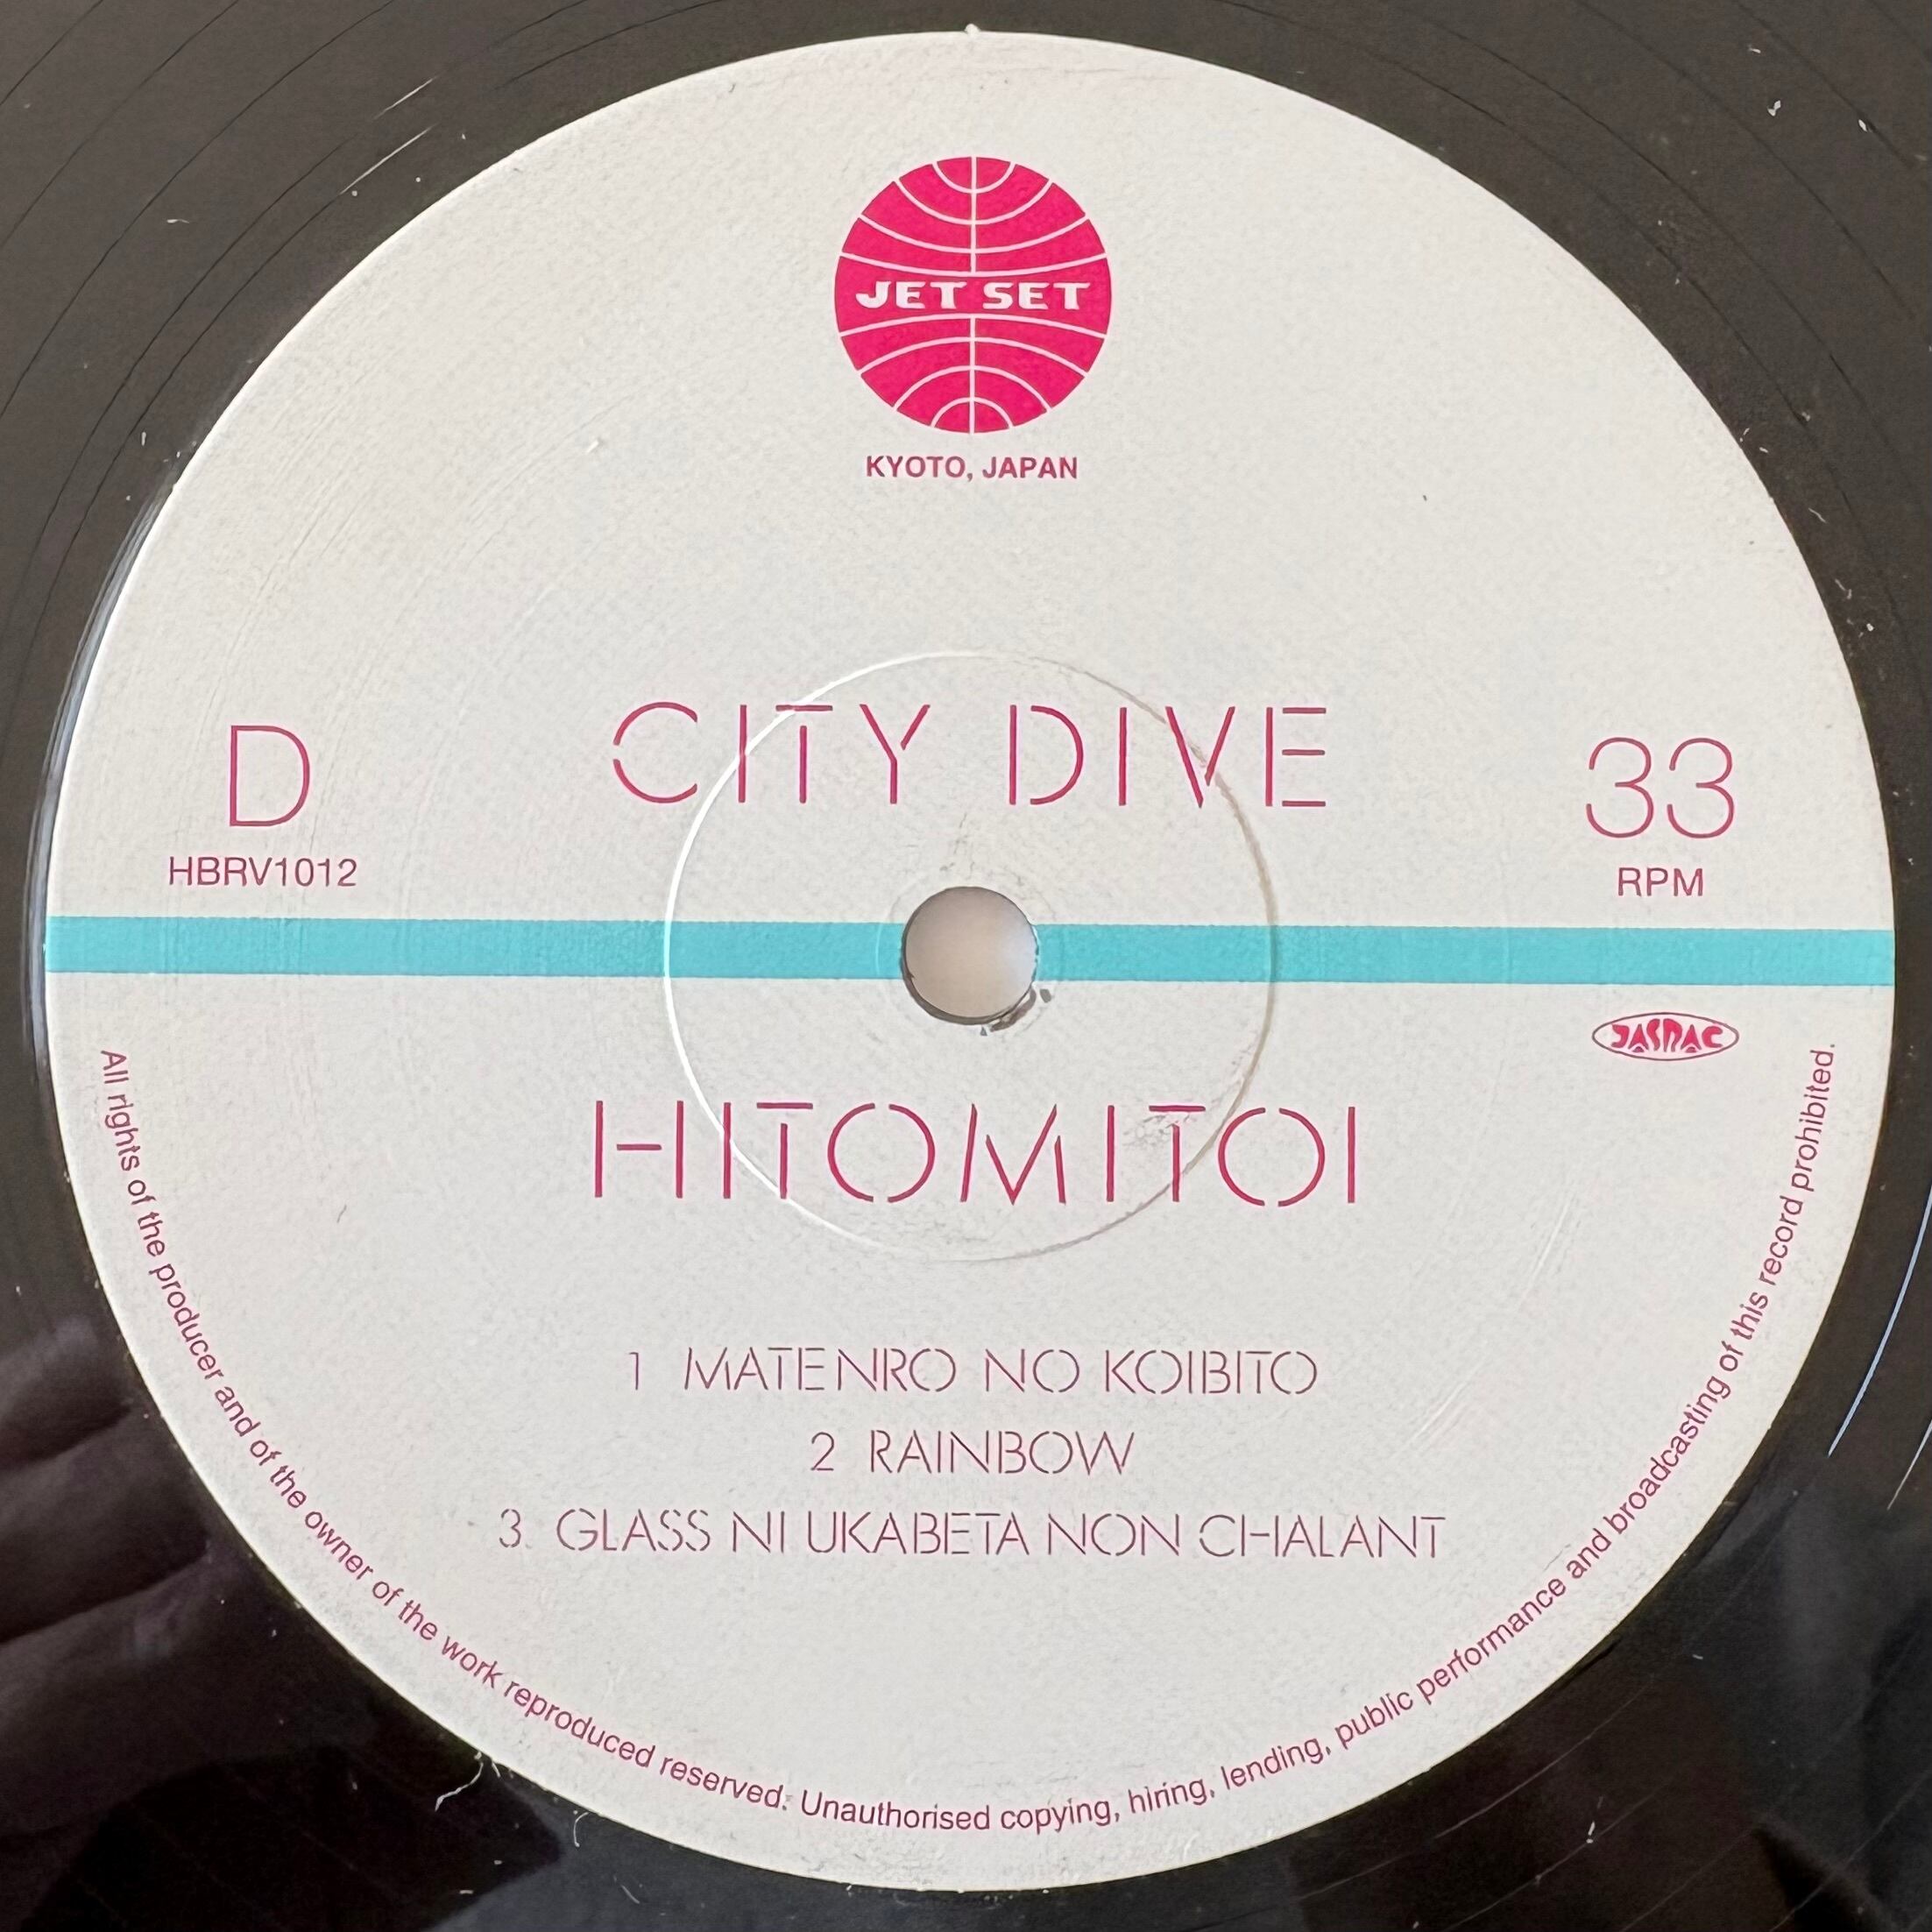 JET SET
KYOTO, JAPAN
CITY DIVE
D
33
HBRV1012
RPM
JASRAC
HITOMITOI
1 MATENRO NO KOIBITO
2 RAINBOW
3 GLASS NI UKABETA NON CHALANT
All rights of the producer and of the owner of the work reproduced reserved. Unauthorised copying, hiring, lending, public performance and broadcasting of this record prohibited.